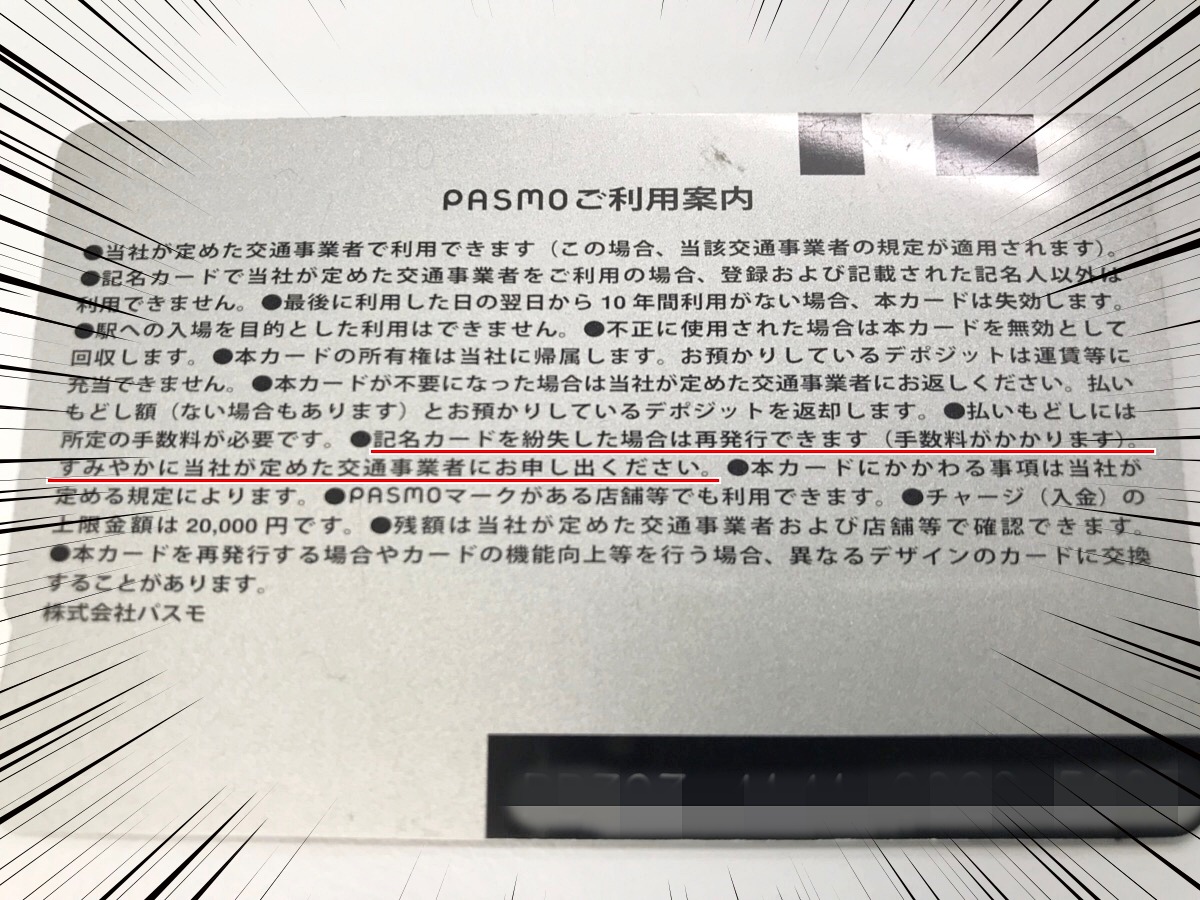 PASMOご利用案内
●当社が定めた交通事業者で利用できます（この場合、当該交通事業者の規定が適用されます）。
●記名カードで当社が定めた交通事業者をご利用の場合、登録および記載された記名人以外は
利用できません。●最後に利用した日の翌日から 10 年間利用がない場合、本カードは失効します。
●駅への入場を目的とした利用はできません。●不正に使用された場合は本カードを無効として
回収します。●本カードの所有権は当社に帰属します。お預かりしているデポジットは運賃等に
充当できません。●本カードが不要になった場合は当社が定めた交通事業者にお返しください。払い
もどし額（ない場合もあります）とお預かりしているデポジットを返却します。●払いもどしには
所定の手数料が必要です。●記名カードを紛失した場合は再発行できます（手数料がかかります）。
すみやかに当社が定めた交通事業者にお申し出ください。●本カードにかかわる事項は当社が
定める規定によります。●PASMOマークがある店舗等でも利用できます。●チャージ（入金）の
上限金額は 20,000 円です。●残額は当社が定めた交通事業者および店舗等で確認できます。
●本カードを再発行する場合やカードの機能向上等を行う場合、異なるデザインのカードに交換
することがあります。
株式会社パスモ